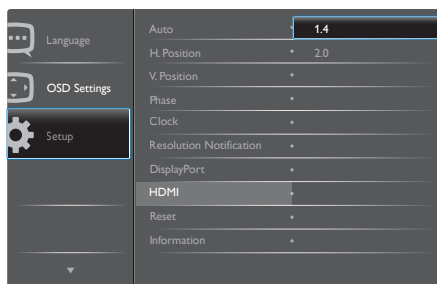 Language
OSD Settings
Setup
Auto
H. Position
V. Position
Phase
Clock
Resolution Notification
DisplayPort
HDMI
Reset
Information
1.4
2.0